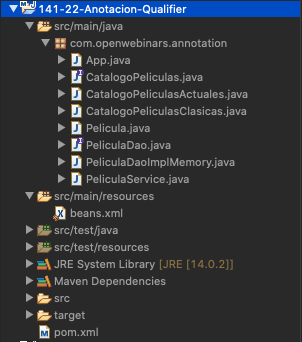 141-22-Anotacion-Qualifier
src/main/java
com.openwebinars.annotation
App.java
CatalogoPeliculas.java
CatalogoPeliculasActuales.java
CatalogoPeliculasClasicas.java
Pelicula.java
PeliculaDao.java
PeliculaDaoImplMemory.java
PeliculaService.java
src/main/resources
beans.xml
src/test/java
src/test/resources
JRE System Library [JRE [14.0.2]]
Maven Dependencies
src
target
pom.xml